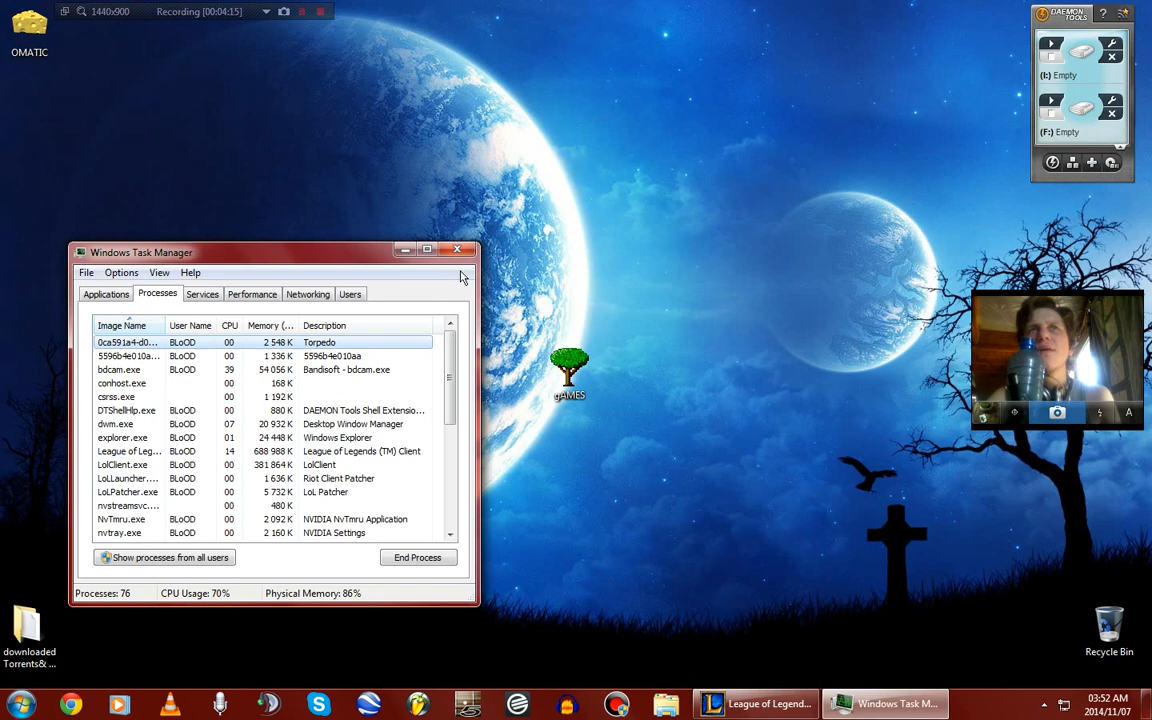 1440x900 Recording [00:04:15]
OMATIC
DAEMON TOOLS ?
(I:) Empty
(F:) Empty
Windows Task Manager
File Options View Help
Applications Processes Services Performance Networking Users
Image Name User Name CPU Memory (... Description
0ca591a4-d0... BLoOD 00 2 548 K Torpedo
5596b4e010a... BLoOD 00 1 336 K 5596b4e010aa
bdcam.exe BLoOD 39 54 056 K Bandisoft - bdcam.exe
conhost.exe 00 168 K
csrss.exe 00 1 192 K
DTShellHlp.exe BLoOD 00 880 K DAEMON Tools Shell Extensio...
dwm.exe BLoOD 07 20 932 K Desktop Window Manager
explorer.exe BLoOD 01 24 448 K Windows Explorer
League of Leg... BLoOD 14 688 988 K League of Legends (TM) Client
LolClient.exe BLoOD 00 381 864 K LolClient
LoLLauncher.... BLoOD 00 1 636 K Riot Client Patcher
LoLPatcher.exe BLoOD 00 5 732 K LoL Patcher
nvstreamsvc.... 00 480 K
NvTmru.exe BLoOD 00 2 092 K NVIDIA NvTmru Application
nvtray.exe BLoOD 00 2 160 K NVIDIA Settings
Show processes from all users End Process
Processes: 76 CPU Usage: 70% Physical Memory: 86%
gAMES
A
downloaded
Torrents& ...
Recycle Bin
League of Legend...
Windows Task M...
03:52 AM
2014/11/07